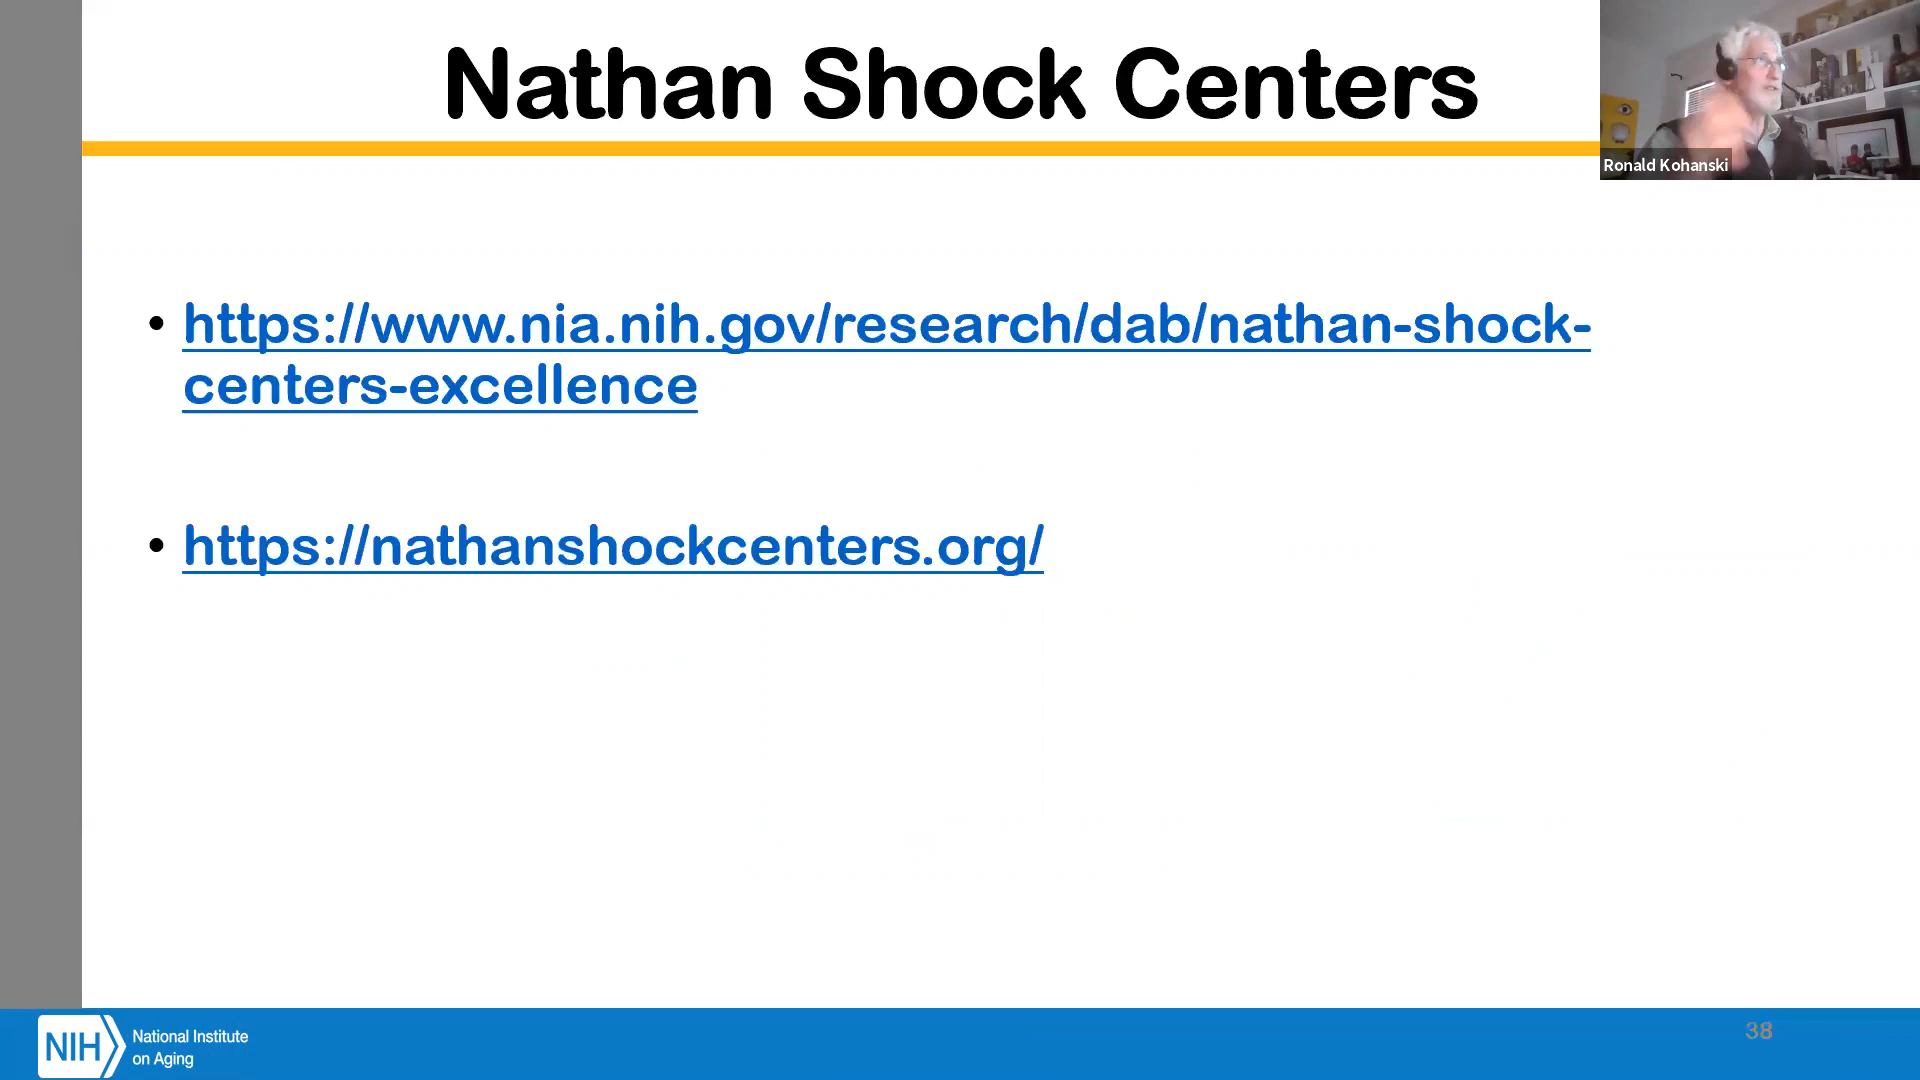 Nathan Shock Centers
Ronald Kohanski
• https://www.nia.nih.gov/research/dab/nathan-shock-
centers-excellence
• https://nathanshockcenters.org/
NIH
National Institute
on Aging
38